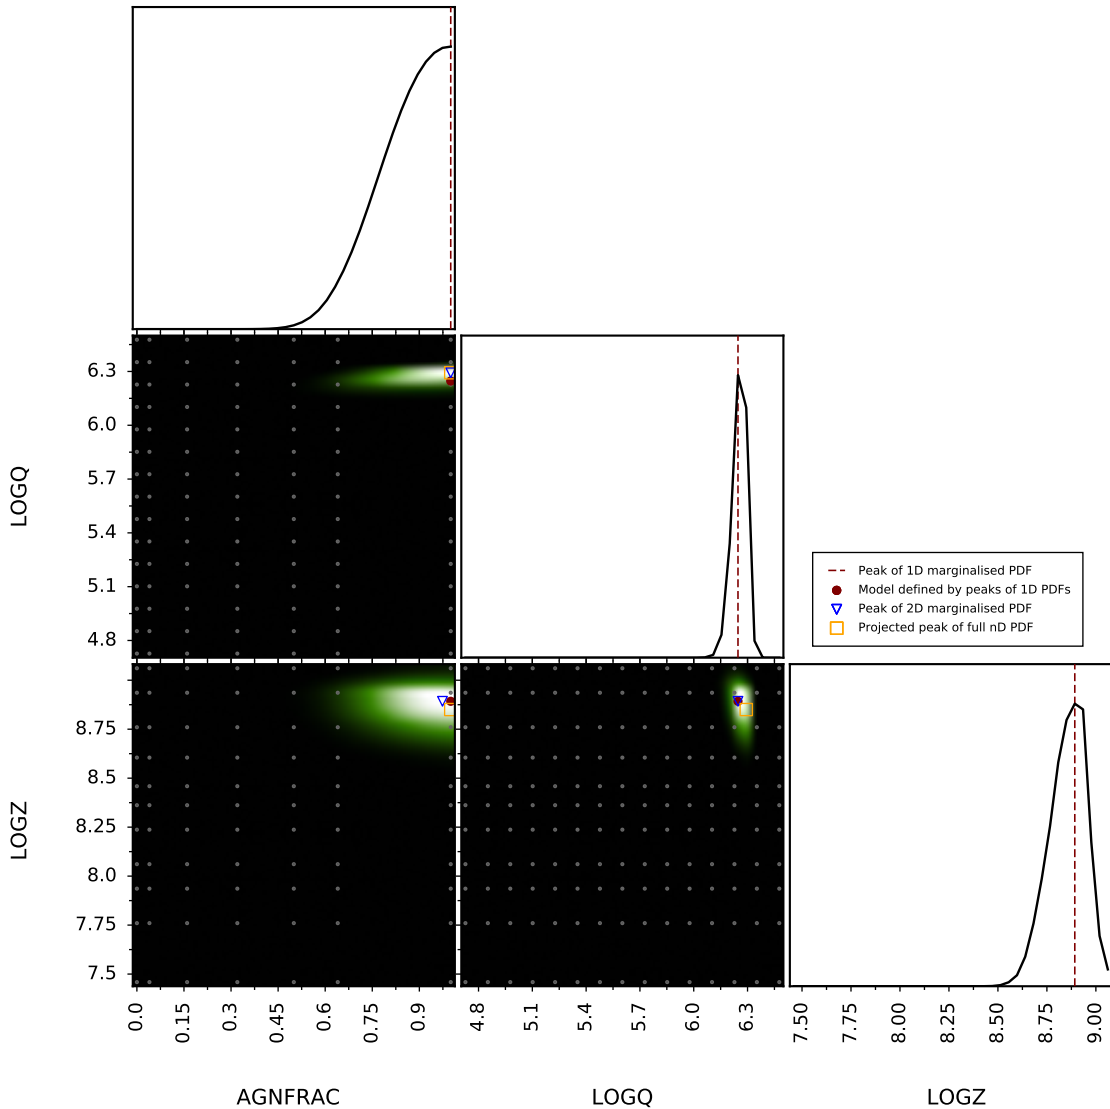 6.3
6.0
5.7
5.4
5.1
4.8
LOGQ
Peak of 1D marginalised PDF
Model defined by peaks of 1D PDFs
Peak of 2D marginalised PDF
Projected peak of full nD PDF
8.75
8.5
8.25
8.0
7.75
7.5
LOGZ
0.0 0.15 0.3 0.45 0.6 0.75 0.9
4.8 5.1 5.4 5.7 6.0 6.3
7.50 7.75 8.00 8.25 8.50 8.75 9.00
AGNFRAC LOGQ LOGZ